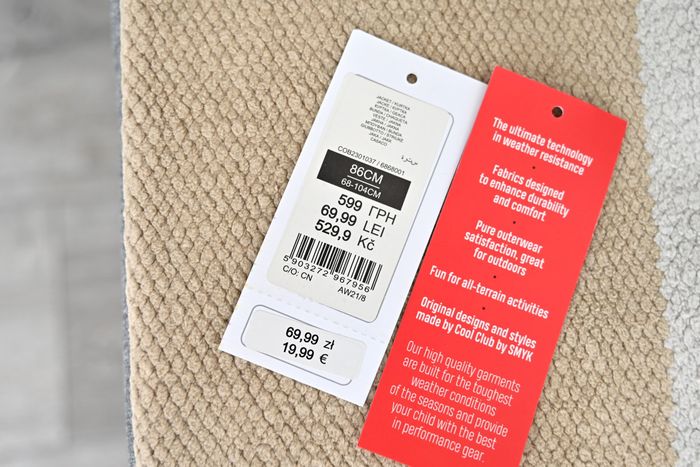 JACKET / KURTKA
COB2301037 / 6868001
86CM
68-104CM
599 ГРН
69,99 LEI
529,9 Kč
5903272967956
C/O: CN
AW21/8
69,99 zł
19,99 €
The ultimate technology
in weather resistance
Fabrics designed
to enhance durability
and comfort
Pure outerwear
satisfaction, great
for outdoors
Fun for all-terrain activities
Original designs and styles
made by Cool Club by SMYK
Our high quality garments
are built for the toughest
weather conditions
of the seasons and provide
your child with the best
in performance gear.